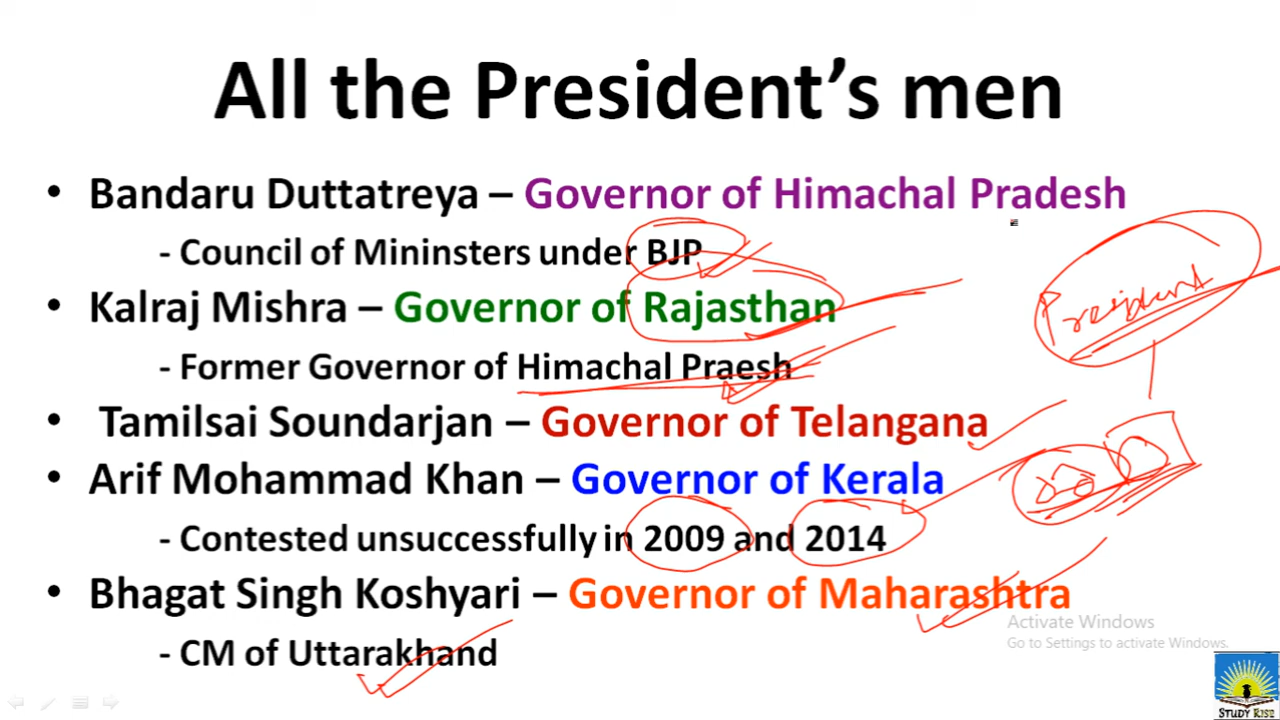 All the President's men
• Bandaru Duttatreya – Governor of Himachal Pradesh
- Council of Mininsters under BJP
• Kalraj Mishra – Governor of Rajasthan
- Former Governor of Himachal Praesh
President
• Tamilsai Soundarjan – Governor of Telangana
• Arif Mohammad Khan – Governor of Kerala
- Contested unsuccessfully in 2009 and 2014
• Bhagat Singh Koshyari – Governor of Maharashtra
Activate Windows
Go to Settings to activate Windows.
- CM of Uttarakhand
STUDY RISE